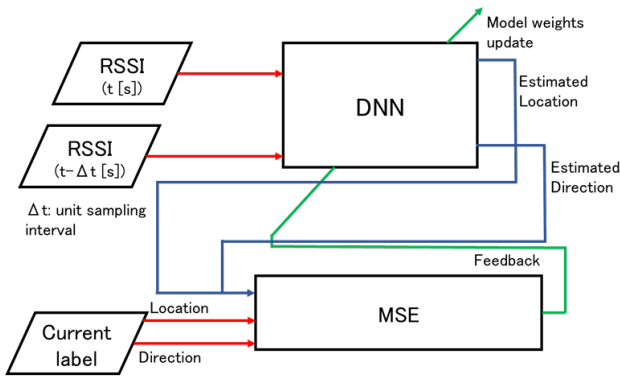 RSSI
(t [s])
DNN
Model weights
update
Estimated
Location
RSSI
(t-Δt [s])
Estimated
Direction
Δt: unit sampling
interval
Feedback
Location
MSE
Current
label
Direction